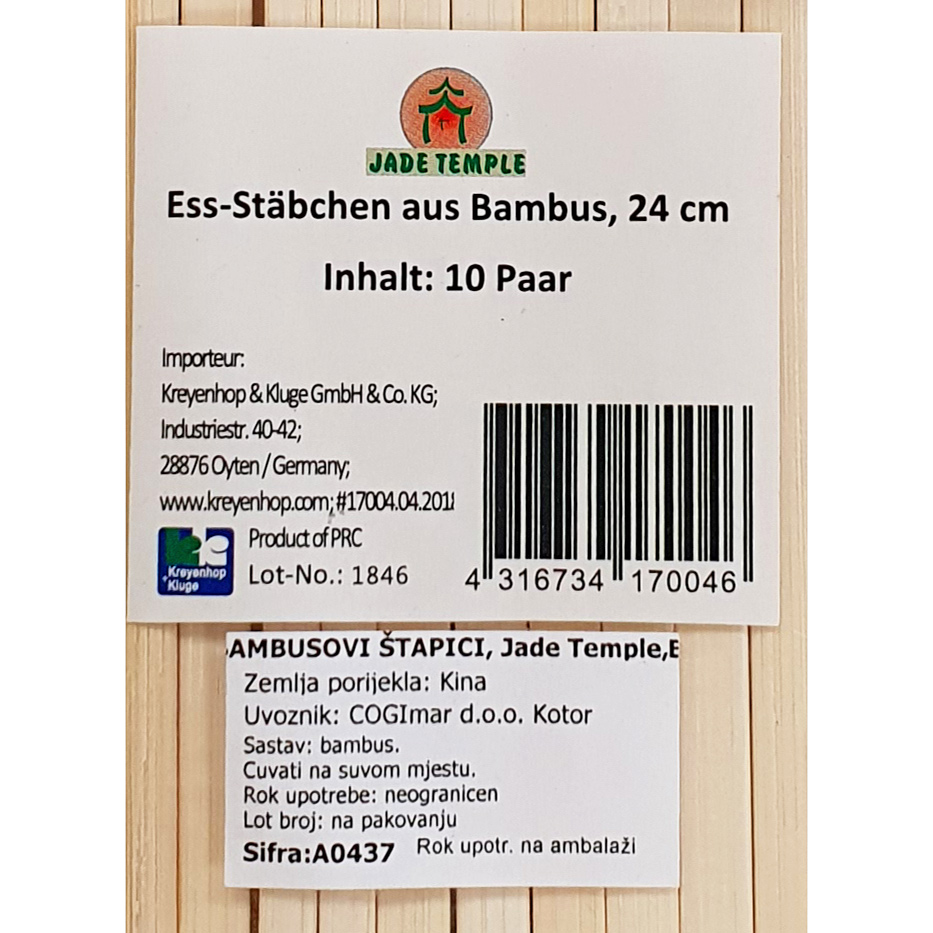 JADE TEMPLE
Ess-Stäbchen aus Bambus, 24 cm
Inhalt: 10 Paar
Importeur:
Kreyenhop & Kluge GmbH & Co. KG;
Industriestr. 40-42;
28876 Oyten / Germany;
www.kreyenhop.com; #17004.04.2018
Product of PRC
Lot-No.: 1846
Kreyenhop
+Kluge
4 316734 170046
AMBUSOVI ŠTAPICI, Jade Temple,
Zemlja porijekla: Kina
Uvoznik: COGImar d.o.o. Kotor
Sastav: bambus.
Cuvati na suvom mjestu.
Rok upotrebe: neogranicen
Lot broj: na pakovanju
Sifra:A0437 Rok upotr. na ambalaži